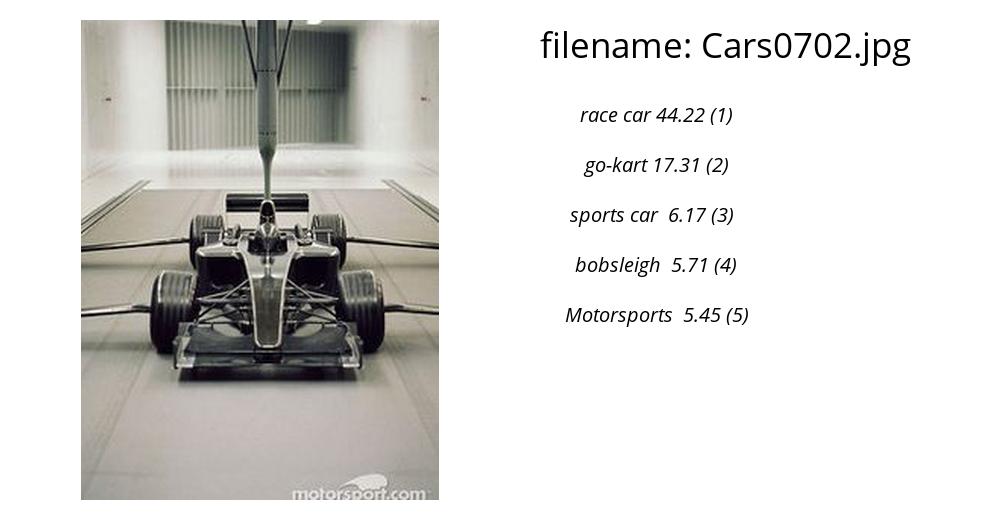 filename: Cars0702.jpg
race car 44.22 (1)
go-kart 17.31 (2)
sports car 6.17 (3)
bobsleigh 5.71 (4)
Motorsports 5.45 (5)
motorsport.com